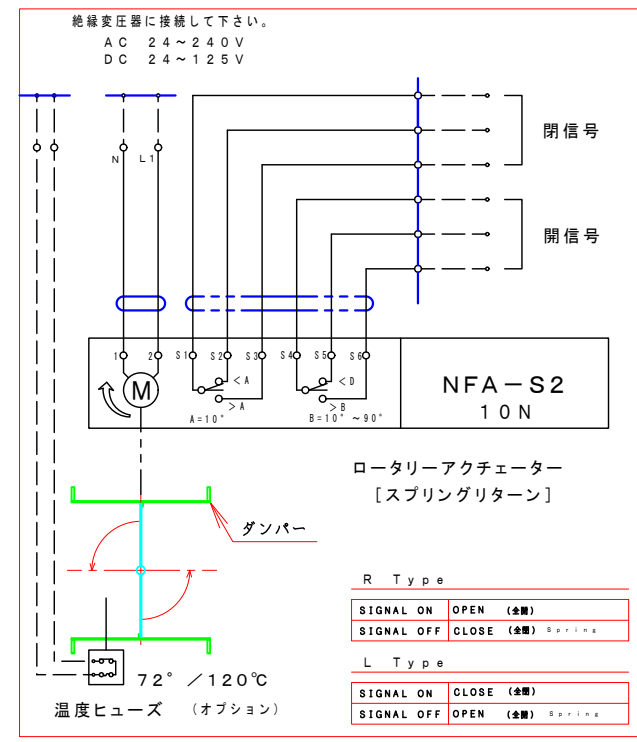 絶縁変圧器に接続して下さい。
AC 24～240V
DC 24～125V
N L1
閉信号
開信号
1 2 S1 S2 S3 S4 S5 S6
M
<A
>A
A=10°
<D
>B
B=10°～90°
NFA－S2
10N
ロータリーアクチェーター
[スプリングリターン]
ダンパー
R Type
SIGNAL ON OPEN (全開)
SIGNAL OFF CLOSE (全閉) Spring
L Type
SIGNAL ON CLOSE (全閉)
SIGNAL OFF OPEN (全開) Spring
72°／120℃
温度ヒューズ （オプション）